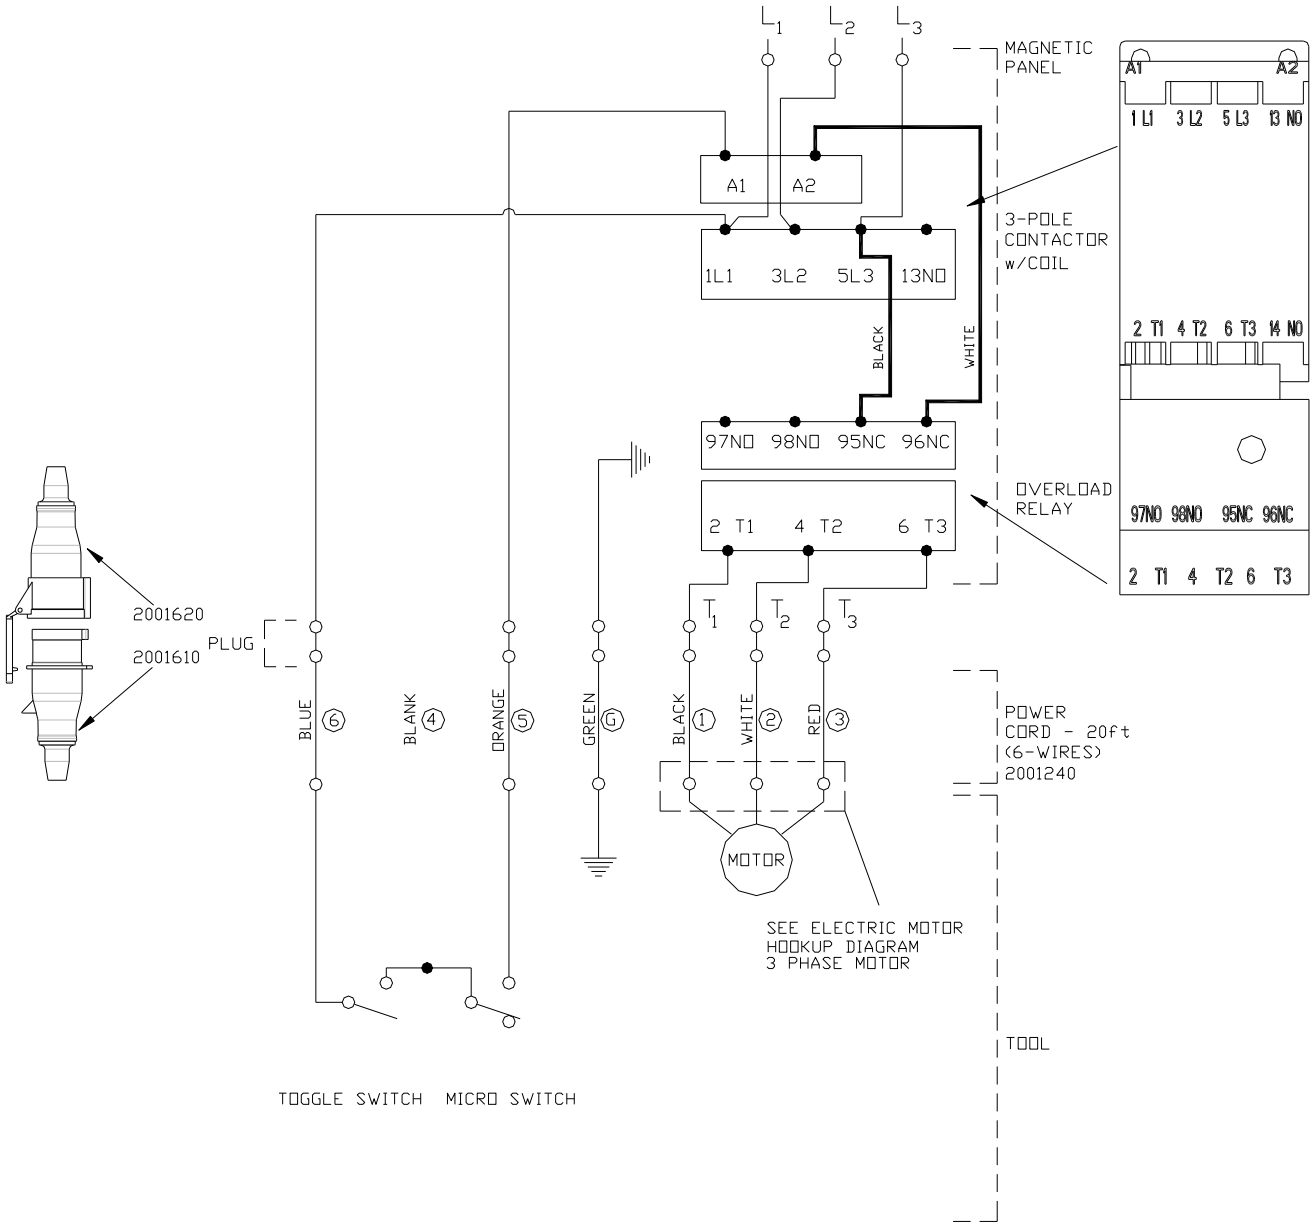 L1 L2 L3
MAGNETIC
PANEL
A1 A2
1 L1 3 L2 5 L3 13 NO
A1 A2
3-POLE
CONTACTOR
w/COIL
1L1 3L2 5L3 13NO
BLACK
WHITE
2 T1 4 T2 6 T3 14 NO
97NO 98NO 95NC 96NC
OVERLOAD
RELAY
97NO 98NO 95NC 96NC
2 T1 4 T2 6 T3
2 T1 4 T2 6 T3
2001620
PLUG
2001610
T1 T2 T3
BLUE 6
BLANK 4
ORANGE 5
GREEN G
BLACK 1
WHITE 2
RED 3
POWER
CORD - 20ft
(6-WIRES)
2001240
MOTOR
SEE ELECTRIC MOTOR
HOOKUP DIAGRAM
3 PHASE MOTOR
TOOL
TOGGLE SWITCH MICRO SWITCH